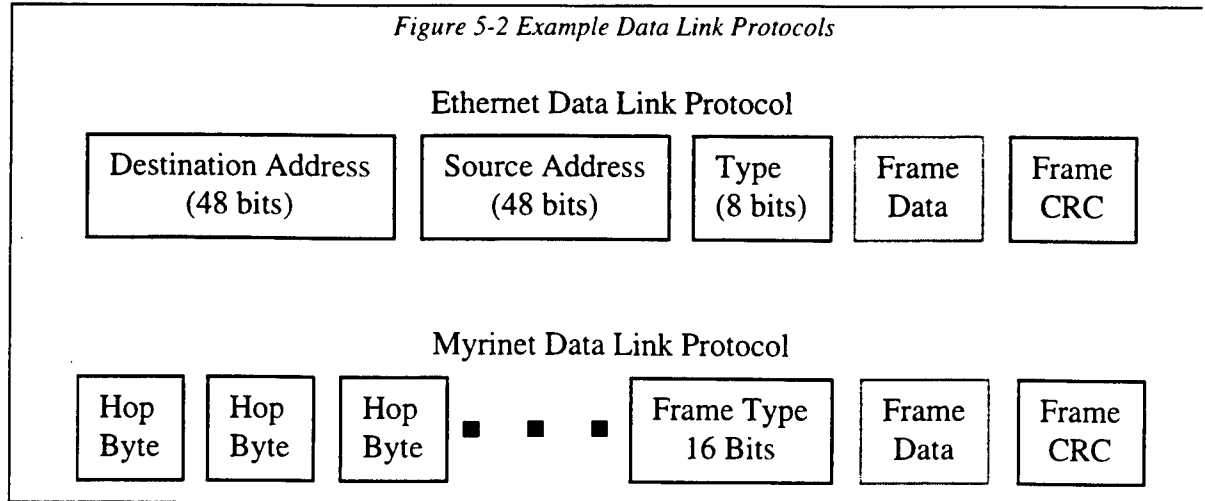 Figure 5-2 Example Data Link Protocols
Ethernet Data Link Protocol
Destination Address
(48 bits)
Source Address
(48 bits)
Type
(8 bits)
Frame
Data
Frame
CRC
Myrinet Data Link Protocol
Hop
Byte
Hop
Byte
Hop
Byte
Frame Type
16 Bits
Frame
Data
Frame
CRC